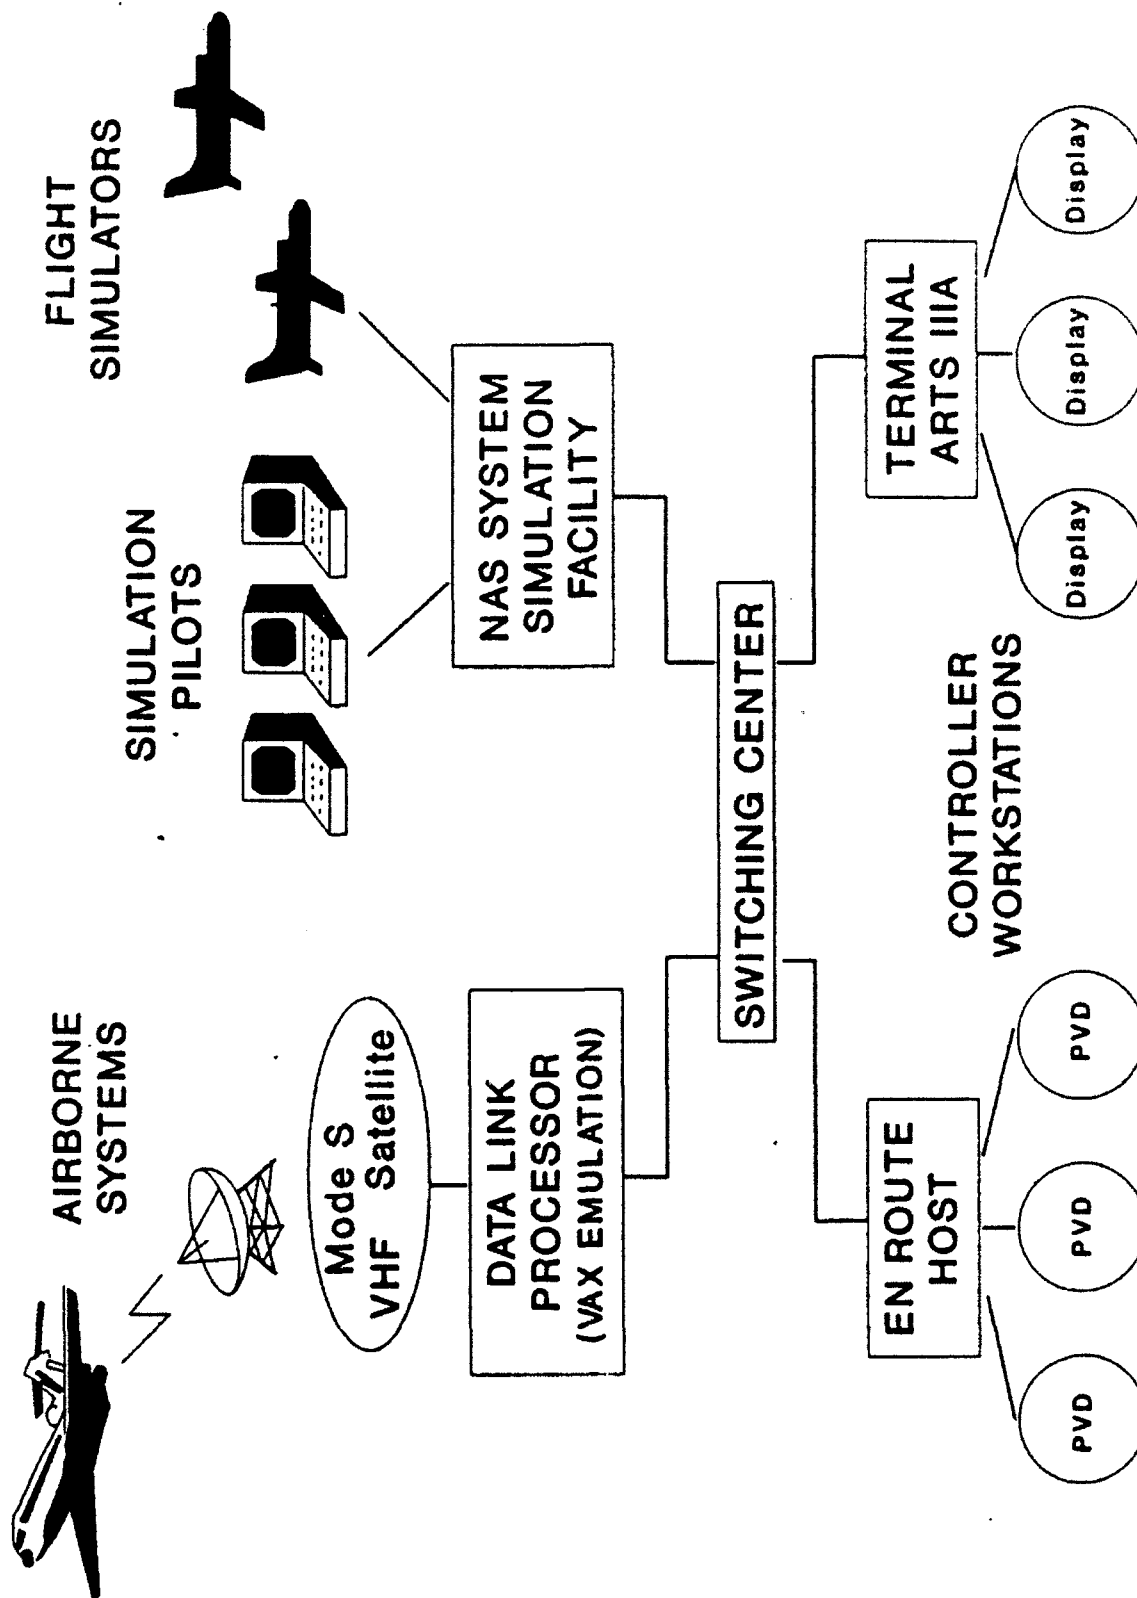 AIRBORNE
SYSTEMS
SIMULATION
PILOTS
FLIGHT
SIMULATORS
Mode S
VHF Satellite
DATA LINK
PROCESSOR
(VAX EMULATION)
NAS SYSTEM
SIMULATION
FACILITY
SWITCHING CENTER
EN ROUTE
HOST
TERMINAL
ARTS IIIA
CONTROLLER
WORKSTATIONS
PVD
PVD
PVD
Display
Display
Display